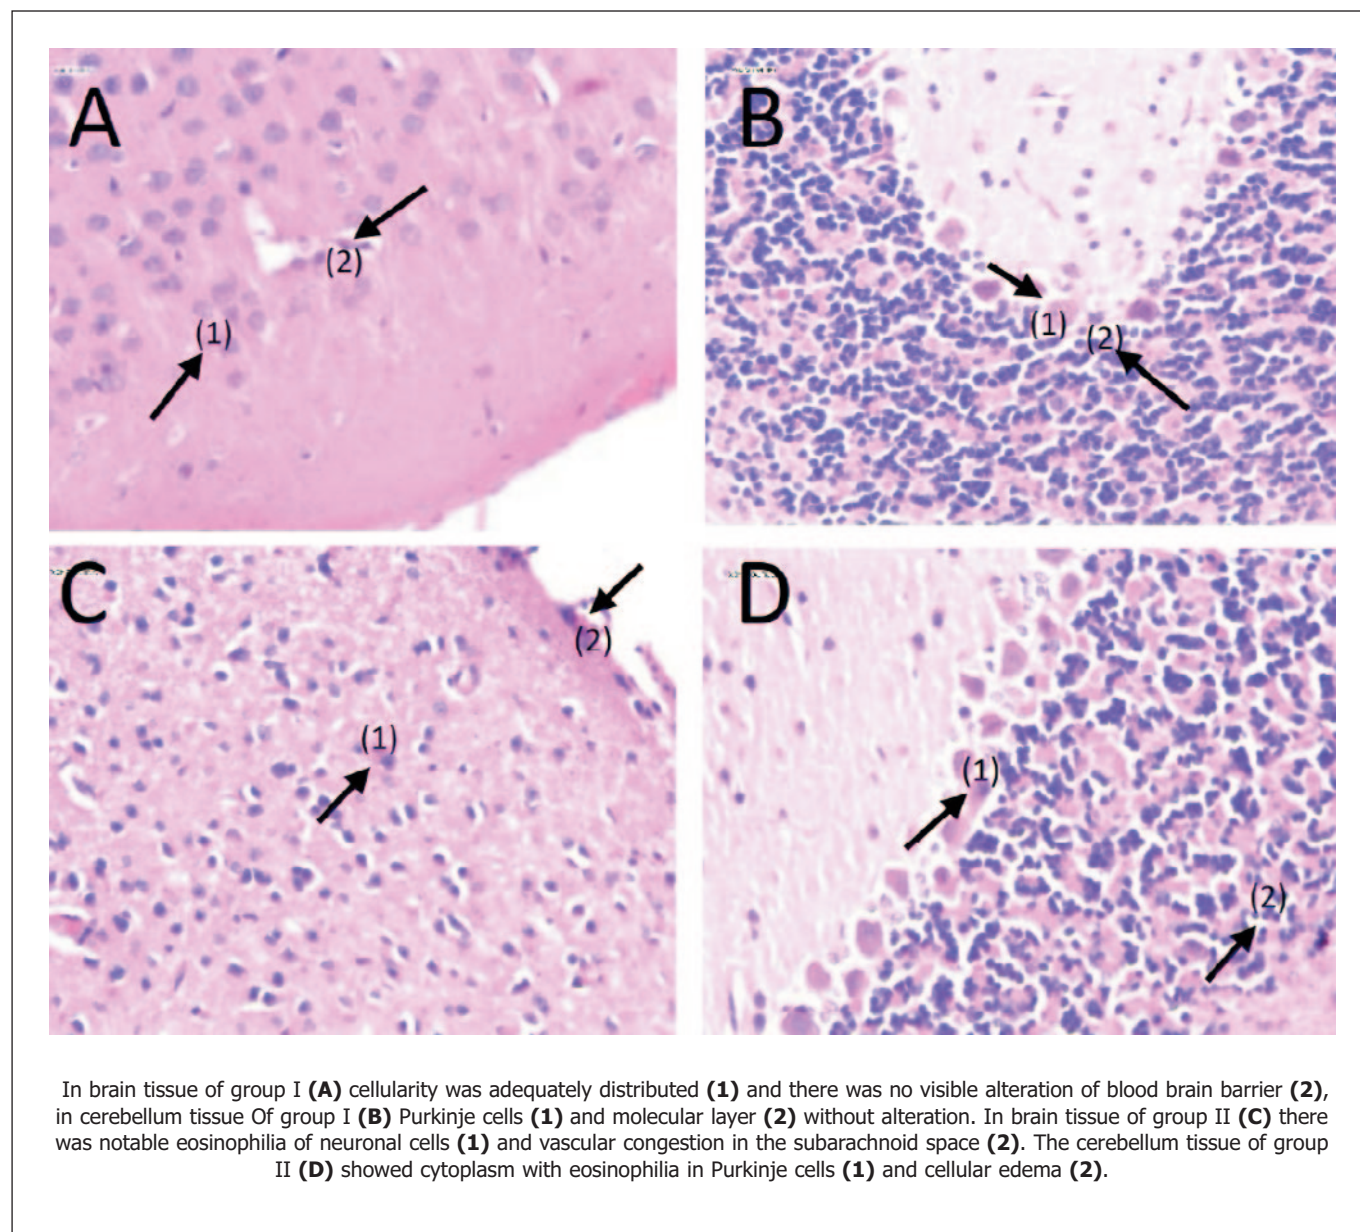 A
(2)
(1)
B
(1)
(2)
C
(2)
(1)
D
(1)
(2)
In brain tissue of group I (A) cellularity was adequately distributed (1) and there was no visible alteration of blood brain barrier (2),
in cerebellum tissue Of group I (B) Purkinje cells (1) and molecular layer (2) without alteration. In brain tissue of group II (C) there
was notable eosinophilia of neuronal cells (1) and vascular congestion in the subarachnoid space (2). The cerebellum tissue of group
II (D) showed cytoplasm with eosinophilia in Purkinje cells (1) and cellular edema (2).